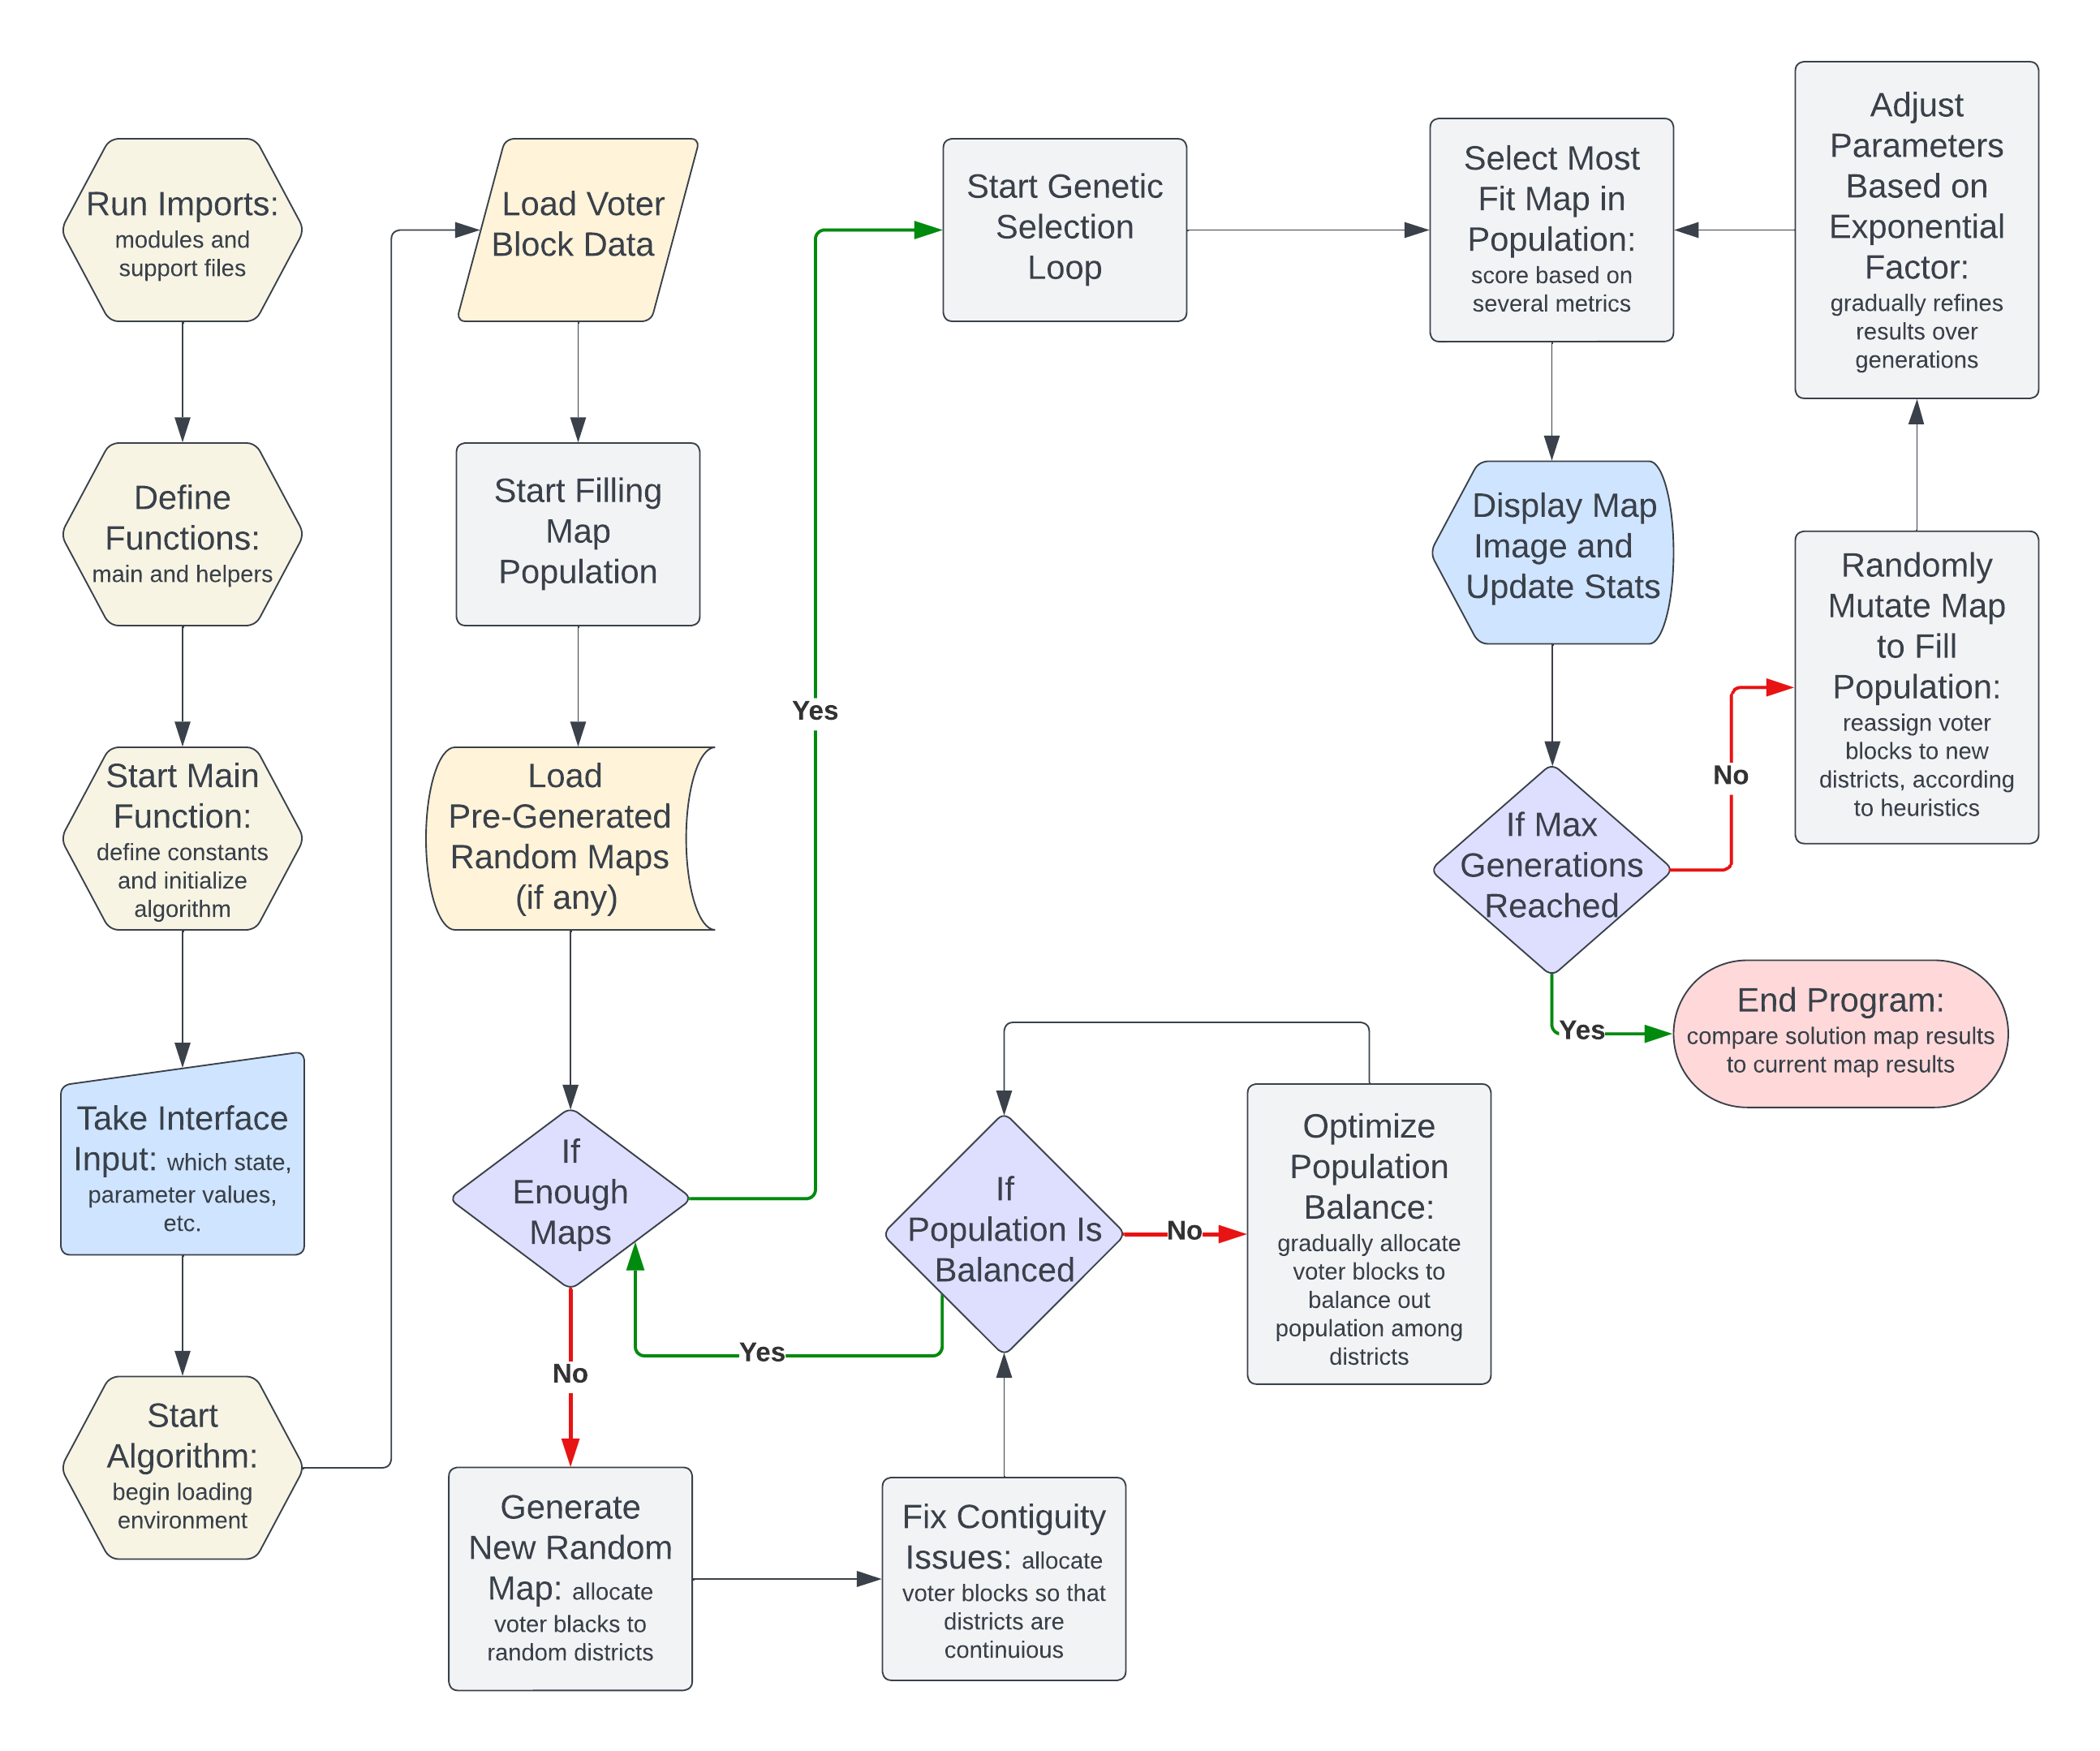 Run Imports:
modules and
support files
Define
Functions:
main and helpers
Start Main
Function:
define constants
and initialize
algorithm
Take Interface
Input: which state,
parameter values,
etc.
Start
Algorithm:
begin loading
environment
Load Voter
Block Data
Start Filling
Map
Population
Load
Pre-Generated
Random Maps
(if any)
If
Enough
Maps
Yes
No
Generate
New Random
Map: allocate
voter blacks to
random districts
Fix Contiguity
Issues: allocate
voter blocks so that
districts are
continuious
If
Population Is
Balanced
Yes
No
Optimize
Population
Balance:
gradually allocate
voter blocks to
balance out
population among
districts
Start Genetic
Selection
Loop
Select Most
Fit Map in
Population:
score based on
several metrics
Display Map
Image and
Update Stats
If Max
Generations
Reached
No
Yes
Randomly
Mutate Map
to Fill
Population:
reassign voter
blocks to new
districts, according
to heuristics
Adjust
Parameters
Based on
Exponential
Factor:
gradually refines
results over
generations
End Program:
compare solution map results
to current map results